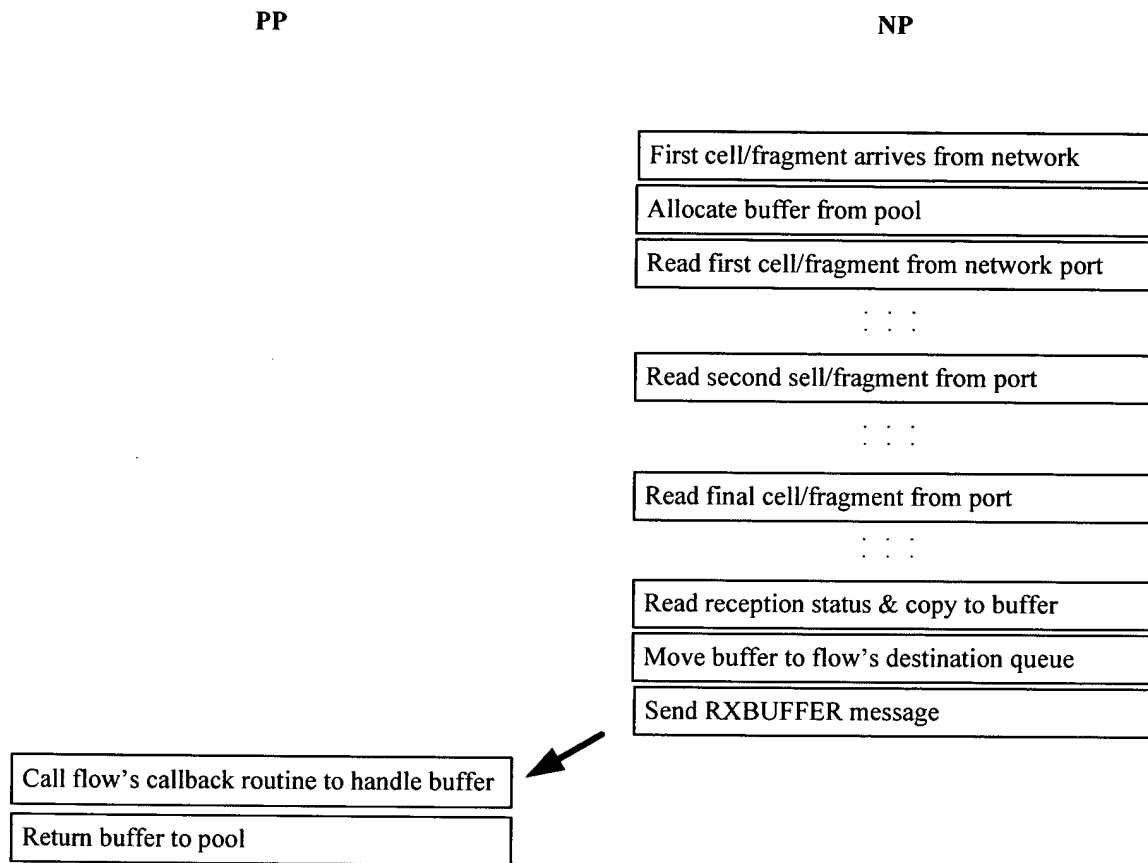 PP
NP
First cell/fragment arrives from network
Allocate buffer from pool
Read first cell/fragment from network port
Read second sell/fragment from port
Read final cell/fragment from port
Read reception status & copy to buffer
Move buffer to flow's destination queue
Send RXBUFFER message
Call flow's callback routine to handle buffer
Return buffer to pool